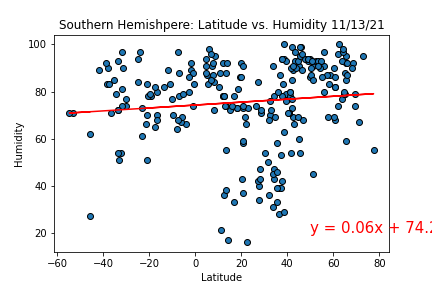 Southern Hemishpere: Latitude vs. Humidity 11/13/21
100
80
60
40
20
Humidity
y = 0.06x + 74.2
−60 −40 −20 0 20 40 60 80
Latitude